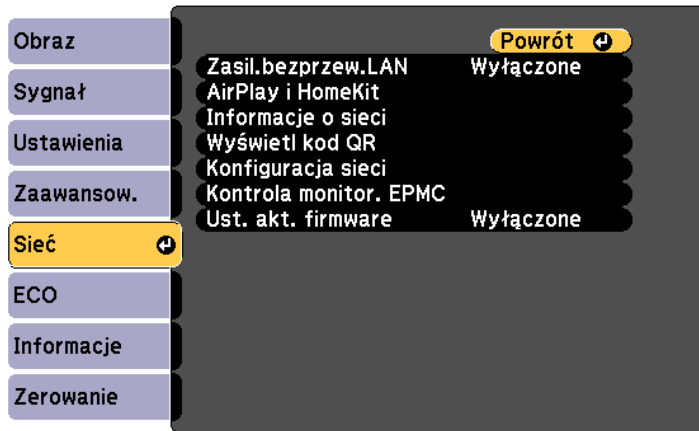 Obraz
Sygnał
Ustawienia
Zaawansow.
Sieć
ECO
Informacje
Zerowanie
Powrót
Zasil.bezprzew.LAN Wyłączone
AirPlay i HomeKit
Informacje o sieci
Wyświetl kod QR
Konfiguracja sieci
Kontrola monitor. EPMC
Ust. akt. firmware Wyłączone